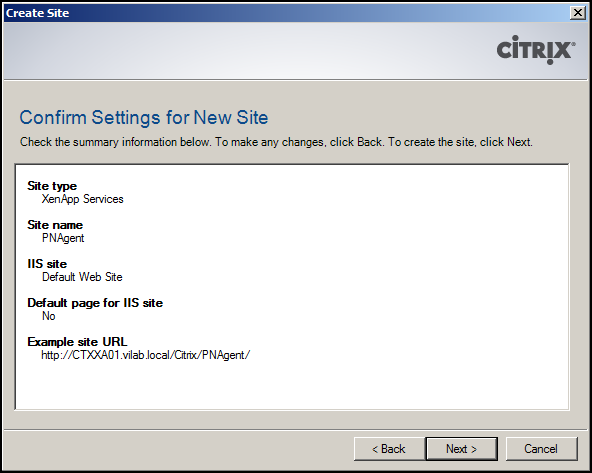 Create Site
CİTRIX®
Confirm Settings for New Site
Check the summary information below. To make any changes, click Back. To create the site, click Next.
Site type
XenApp Services
Site name
PNAgent
IIS site
Default Web Site
Default page for IIS site
No
Example site URL
http://CTXXA01.vilab.local/Citrix/PNAgent/
< Back
Next >
Cancel